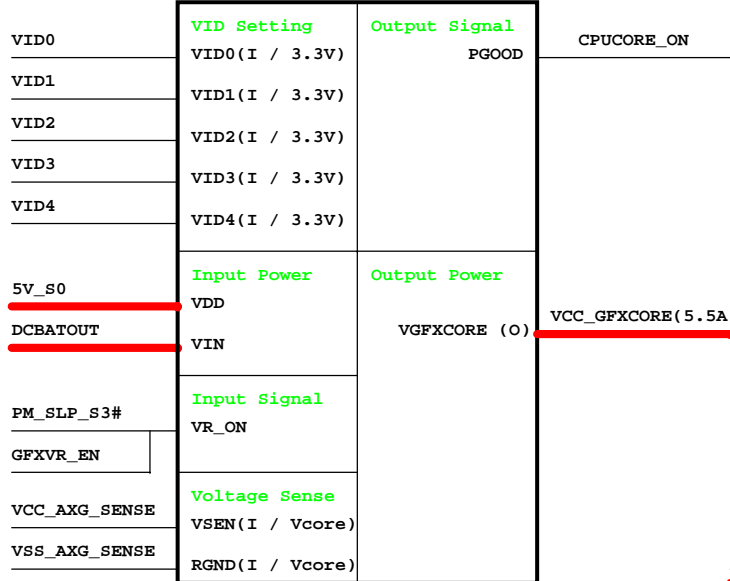 VID Setting
Output Signal
VID0
VID0(I / 3.3V)
PGOOD
CPUCORE_ON
VID1
VID1(I / 3.3V)
VID2
VID2(I / 3.3V)
VID3
VID3(I / 3.3V)
VID4
VID4(I / 3.3V)
Input Power
Output Power
5V_S0
VDD
DCBATOUT
VIN
VGFXCORE (O)
VCC_GFXCORE(5.5A
Input Signal
PM_SLP_S3#
VR_ON
GFXVR_EN
Voltage Sense
VCC_AXG_SENSE
VSEN(I / Vcore)
VSS_AXG_SENSE
RGND(I / Vcore)